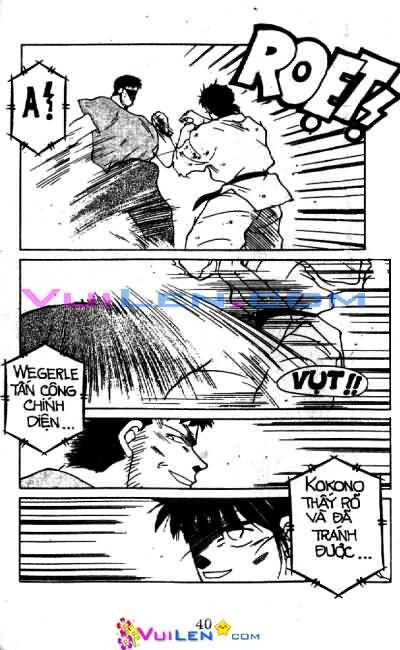 A!!
ROẸT!!
VUILEN.COM
WEGERLE
TẤN CÔNG
CHÍNH
DIỆN ...
VỤT!!
KOKONO
THẤY RÕ
VÀ ĐÃ
TRÁNH
ĐƯỢC ...
40
VUILEN.COM